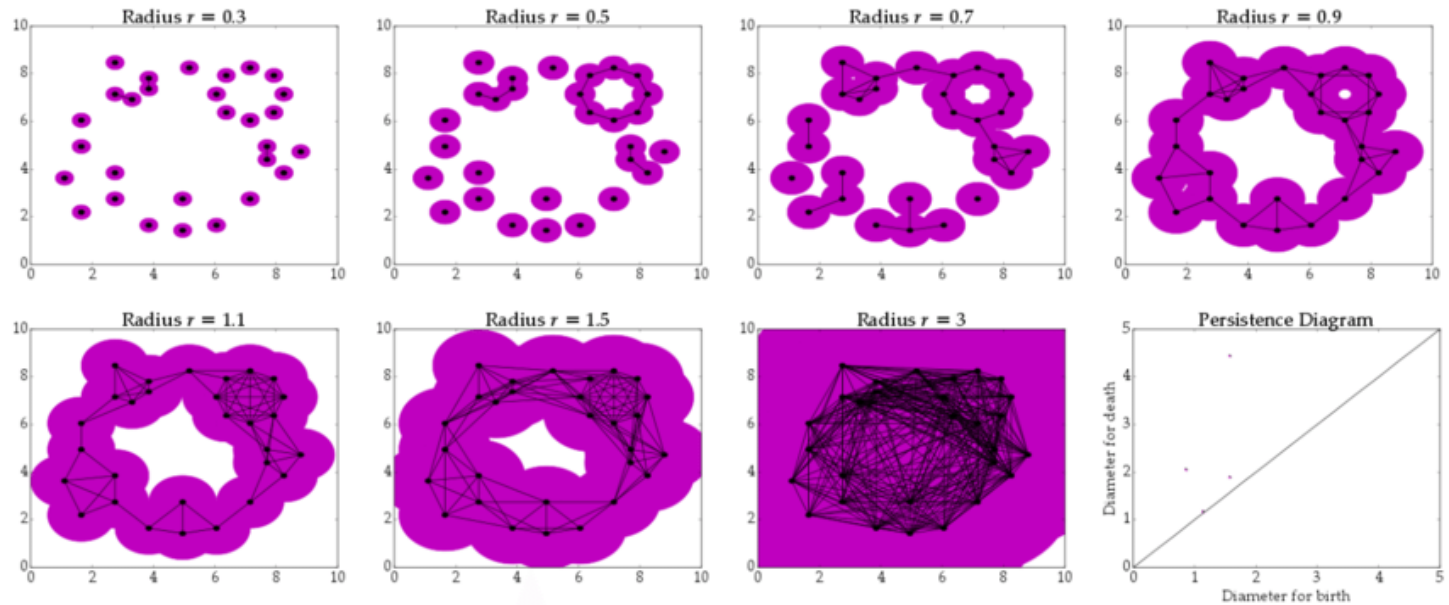 Radius r = 0.3
10
8
6
4
2
0
0 2 4 6 8 10
Radius r = 0.5
10
8
6
4
2
0
0 2 4 6 8 10
Radius r = 0.7
10
8
6
4
2
0
0 2 4 6 8 10
Radius r = 0.9
10
8
6
4
2
0
0 2 4 6 8 10
Radius r = 1.1
10
8
6
4
2
0
0 2 4 6 8 10
Radius r = 1.5
10
8
6
4
2
0
0 2 4 6 8 10
Radius r = 3
10
8
6
4
2
0
0 2 4 6 8 10
Persistence Diagram
Diameter for death
5
4
3
2
1
0
0 1 2 3 4 5
Diameter for birth